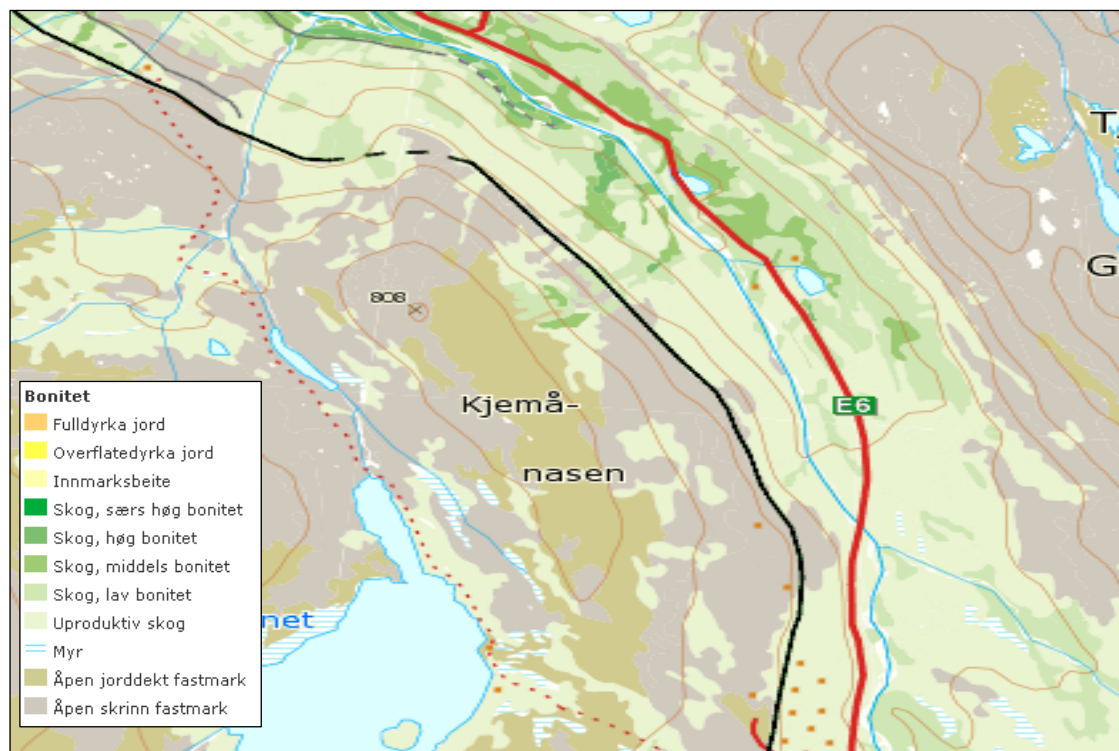 T
G
808
Kjemå-
nasen
E6
net
Bonitet
Fulldyrka jord
Overflatedyrka jord
Innmarksbeite
Skog, særs høg bonitet
Skog, høg bonitet
Skog, middels bonitet
Skog, lav bonitet
Uproduktiv skog
Myr
Åpen jorddekt fastmark
Åpen skrinn fastmark